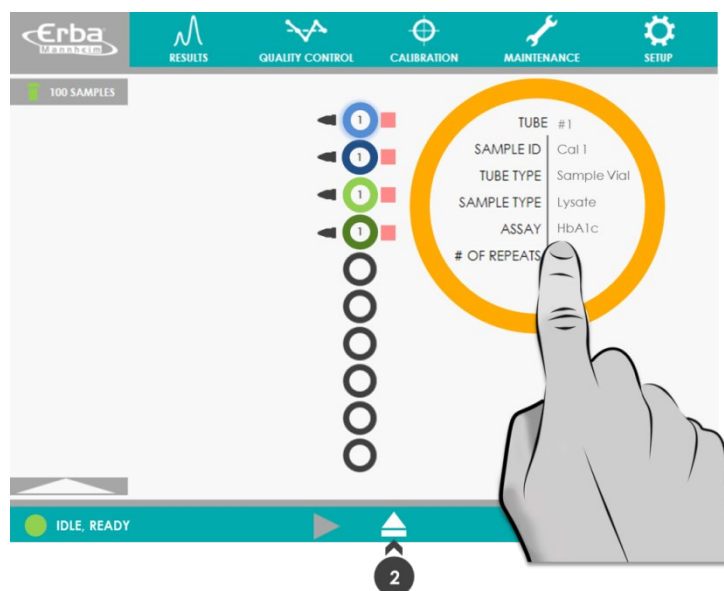 Erba
Mannheim
RESULTS
QUALITY CONTROL
CALIBRATION
MAINTENANCE
SETUP
100 SAMPLES
1
1
1
1
TUBE #1
SAMPLE ID Cal 1
TUBE TYPE Sample Vial
SAMPLE TYPE Lysate
ASSAY HbA1c
# OF REPEATS
IDLE, READY
2